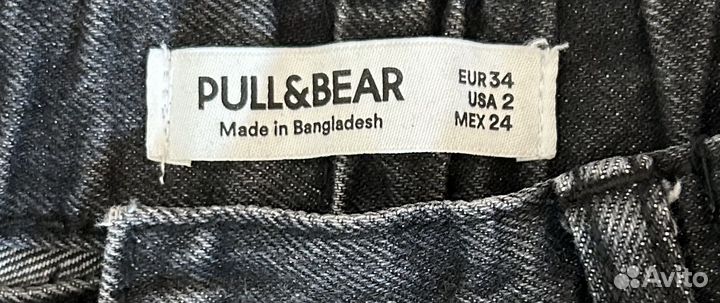 PULL&BEAR
Made in Bangladesh
EUR 34
USA 2
MEX 24
Avito